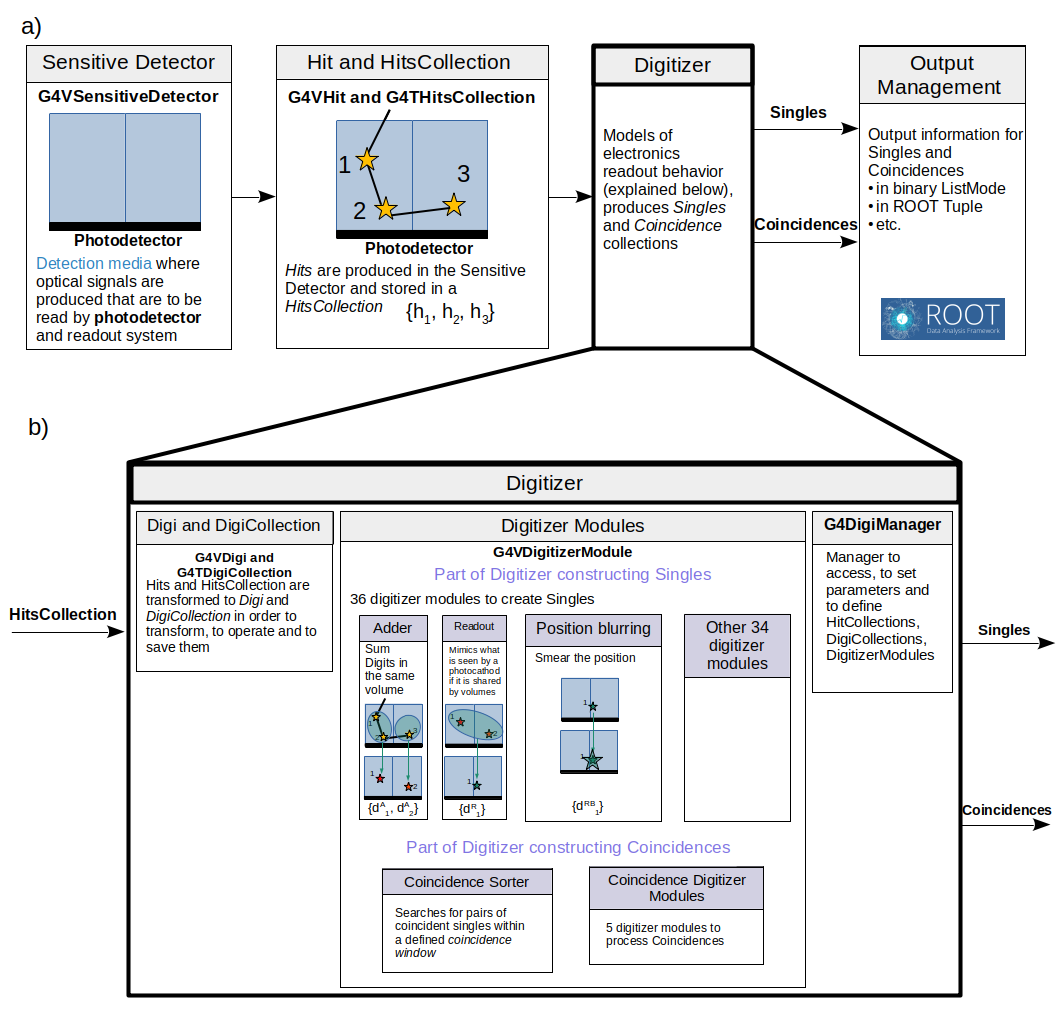 a)
Sensitive Detector
G4VSensitiveDetector
Photodetector
Detection media where
optical signals are
produced that are to be
read by photodetector
and readout system
Hit and HitsCollection
G4VHit and G4THitsCollection
1
2
3
Photodetector
Hits are produced in the Sensitive
Detector and stored in a
HitsCollection {h1, h2, h3}
Digitizer
Models of
electronics
readout behavior
(explained below),
produces Singles
and Coincidence
collections
Singles
Coincidences
Output
Management
Output information for
Singles and
Coincidences
• in binary ListMode
• in ROOT Tuple
• etc.
ROOT
Data Analysis Framework
b)
HitsCollection
Digitizer
Digi and DigiCollection
G4VDigi and
G4TDigiCollection
Hits and HitsCollection are
transformed to Digi and
DigiCollection in order to
transform, to operate and to
save them
Digitizer Modules
G4VDigitizerModule
Part of Digitizer constructing Singles
36 digitizer modules to create Singles
Adder
Sum
Digits in
the same
volume
1
2
3
1
2
{dA1, dA2}
Readout
Mimics what
is seen by a
photocathod
if it is shared
by volumes
1
2
1
{dR1}
Position blurring
Smear the position
1
1
{dRB1}
Other 34
digitizer
modules
Part of Digitizer constructing Coincidences
Coincidence Sorter
Searches for pairs of
coincident singles within
a defined coincidence
window
Coincidence Digitizer
Modules
5 digitizer modules to
process Coincidences
G4DigiManager
Manager to
access, to set
parameters and
to define
HitCollections,
DigiCollections,
DigitizerModules
Singles
Coincidences